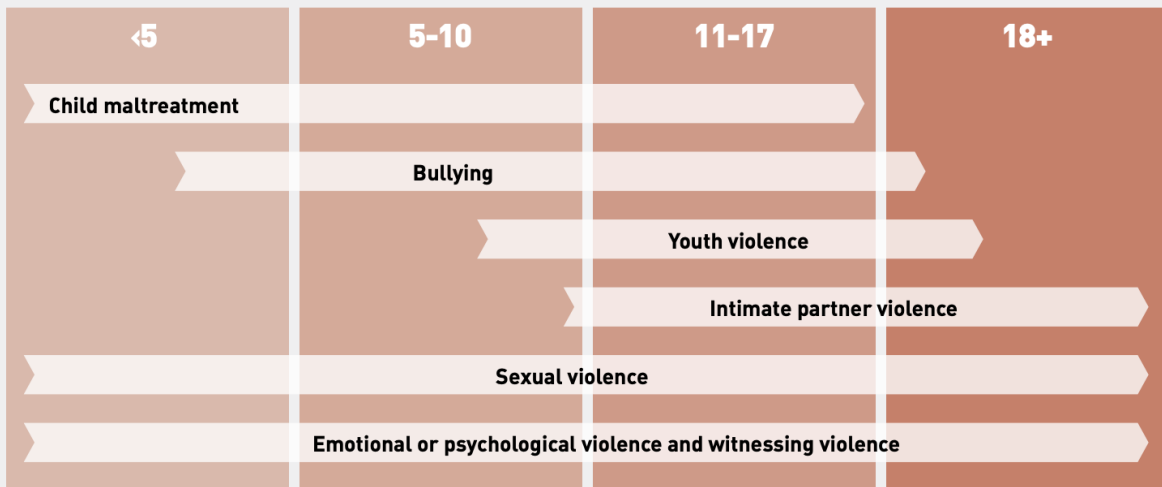 <5
5-10
11-17
18+
Child maltreatment
Bullying
Youth violence
Intimate partner violence
Sexual violence
Emotional or psychological violence and witnessing violence